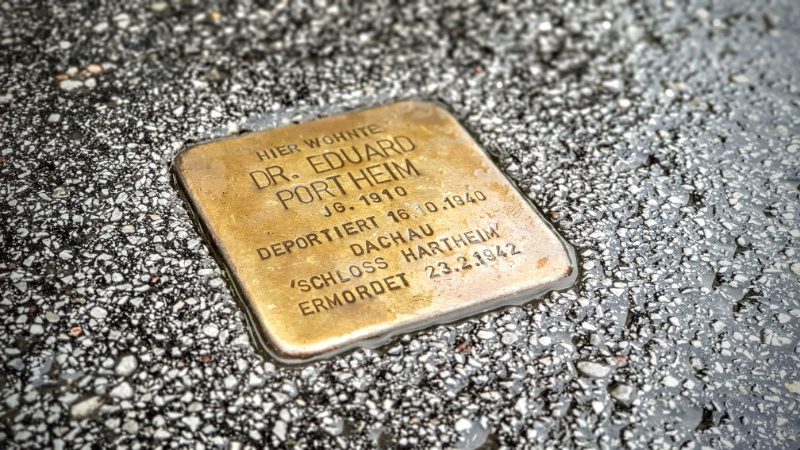 HIER WOHNTE
DR. EDUARD
PORTHEIM
JG. 1910
DEPORTIERT 16.10.1940
DACHAU
'SCHLOSS HARTHEIM'
ERMORDET 23.2.1942